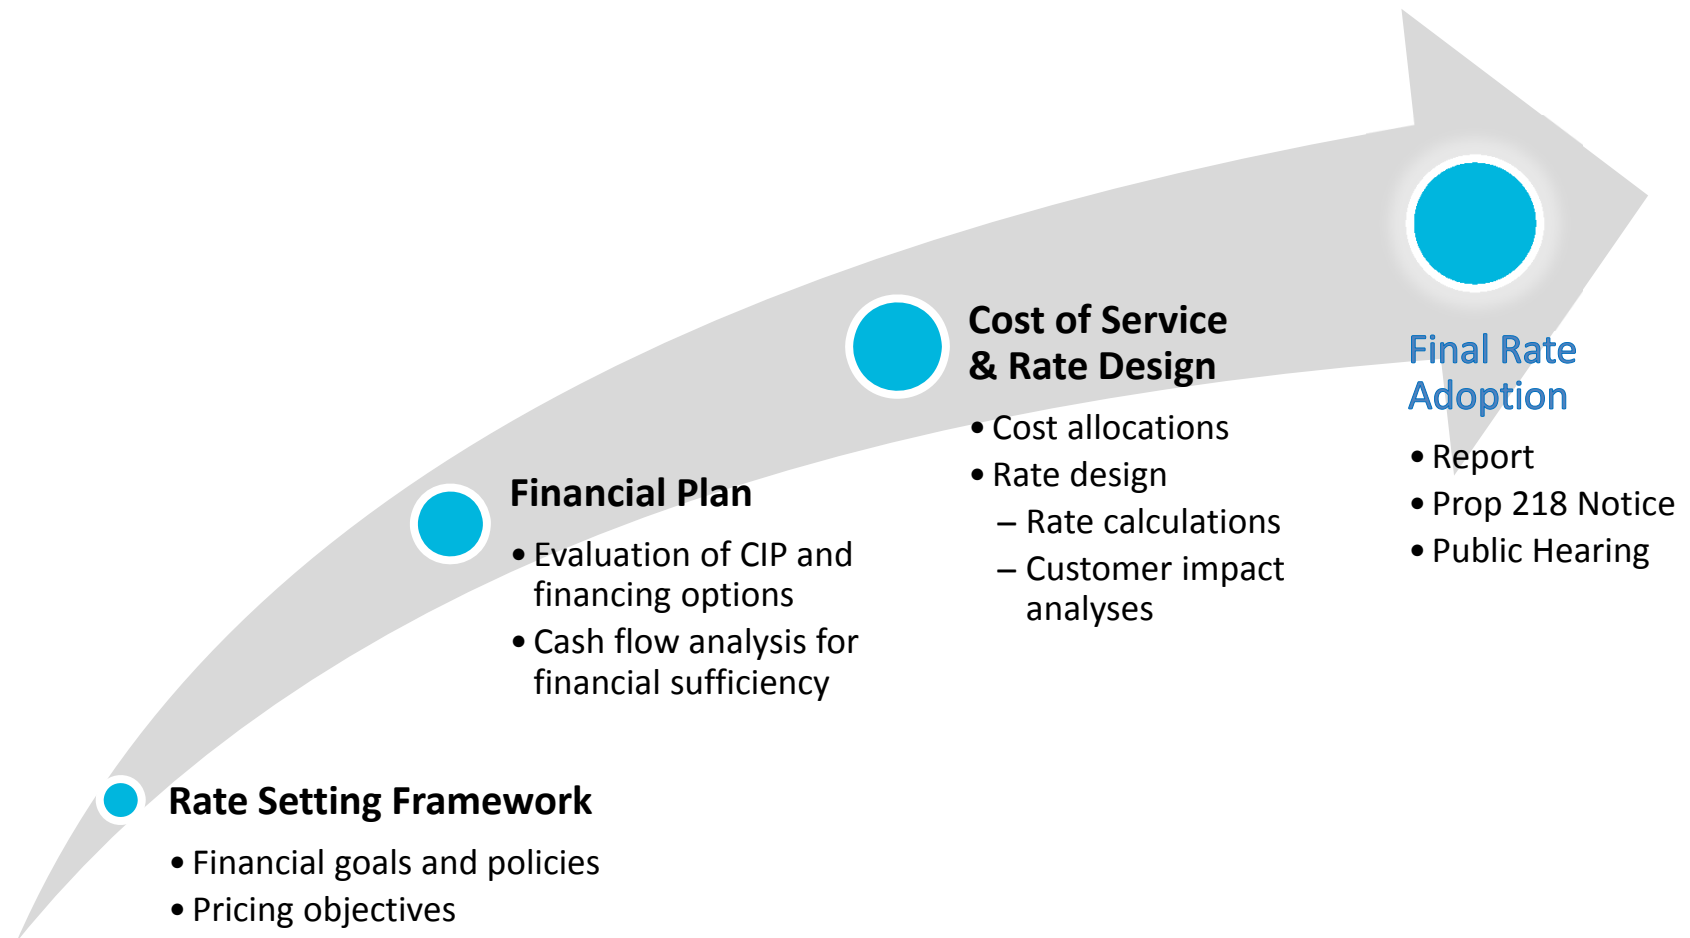 Cost of Service
& Rate Design
• Cost allocations
• Rate design
– Rate calculations
– Customer impact
analyses
Final Rate
Adoption
• Report
• Prop 218 Notice
• Public Hearing
Financial Plan
• Evaluation of CIP and
financing options
• Cash flow analysis for
financial sufficiency
Rate Setting Framework
• Financial goals and policies
• Pricing objectives